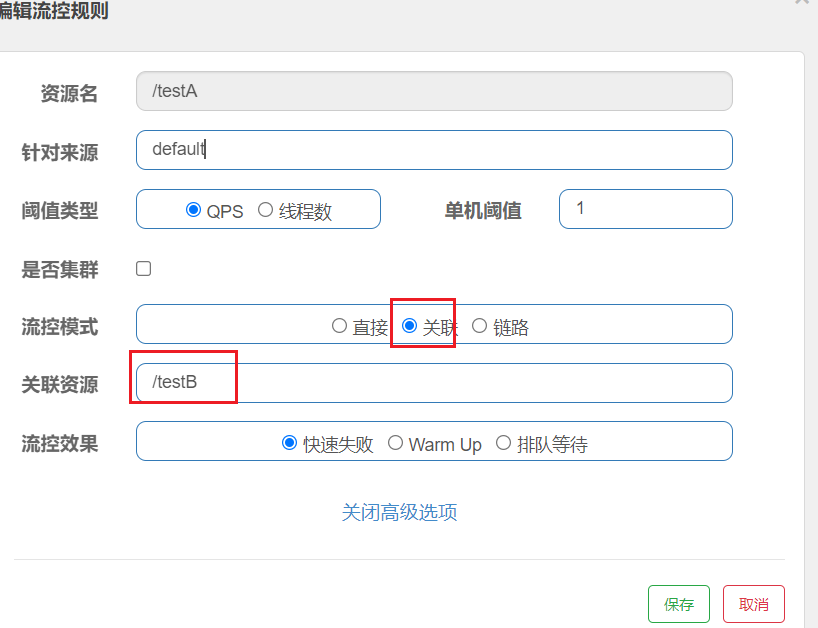 编辑流控规则
资源名 /testA
针对来源 default
阈值类型 QPS 线程数 单机阈值 1
是否集群
流控模式 直接 关联 链路
关联资源 /testB
流控效果 快速失败 Warm Up 排队等待
关闭高级选项
保存 取消